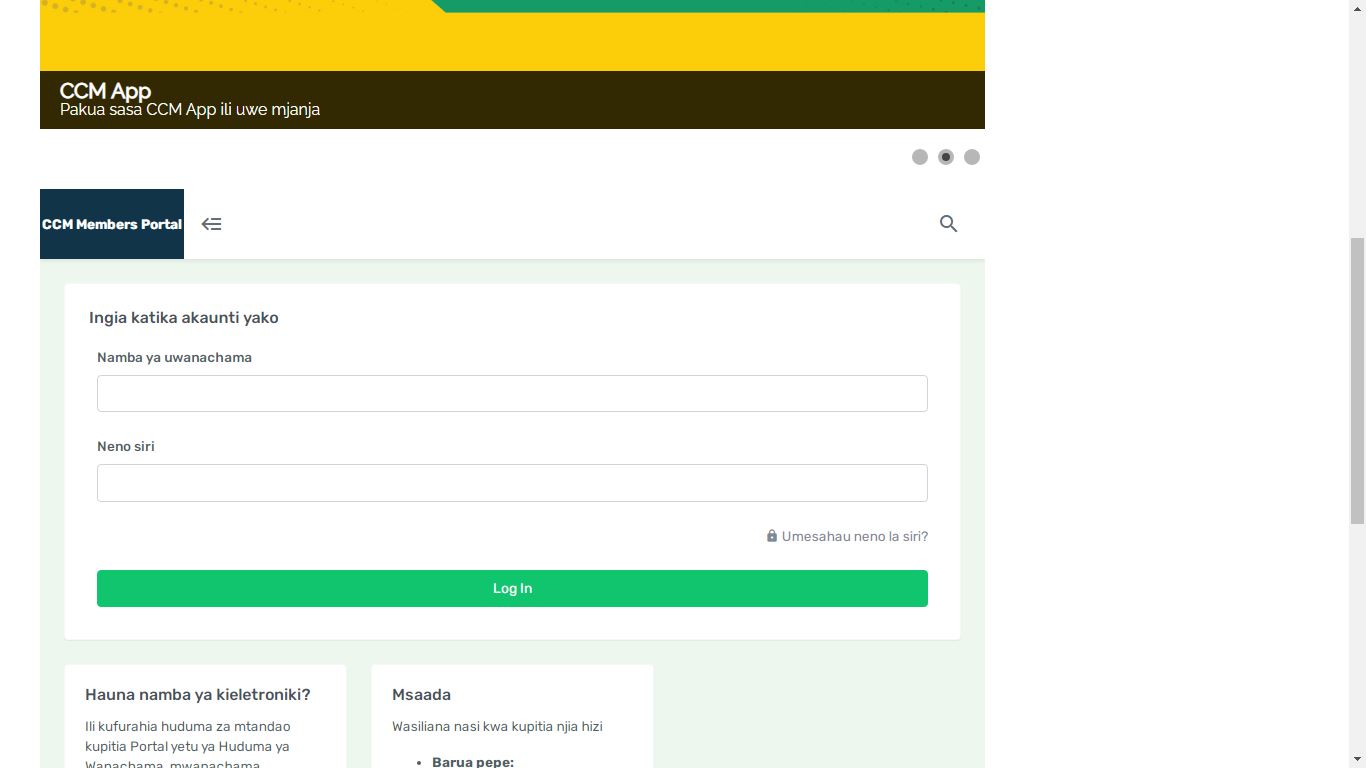 CCM App
Pakua sasa CCM App ili uwe mjanja
CCM Members Portal
Ingia katika akaunti yako
Namba ya uwanachama
Neno siri
Umesahau neno la siri?
Log In
Hauna namba ya kieletroniki?
Ili kufurahia huduma za mtandao
kupitia Portal yetu ya Huduma ya
Wanachama, mwanachama
Msaada
Wasiliana nasi kwa kupitia njia hizi
• Barua pepe: